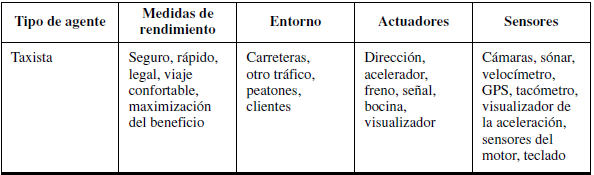 Tipo de agente
Medidas de
rendimiento
Entorno
Actuadores
Sensores
Taxista
Seguro, rápido,
legal, viaje
confortable,
maximización
del beneficio
Carreteras,
otro tráfico,
peatones,
clientes
Dirección,
acelerador,
freno, señal,
bocina,
visualizador
Cámaras, sónar,
velocímetro,
GPS, tacómetro,
visualizador de
la aceleración,
sensores del
motor, teclado